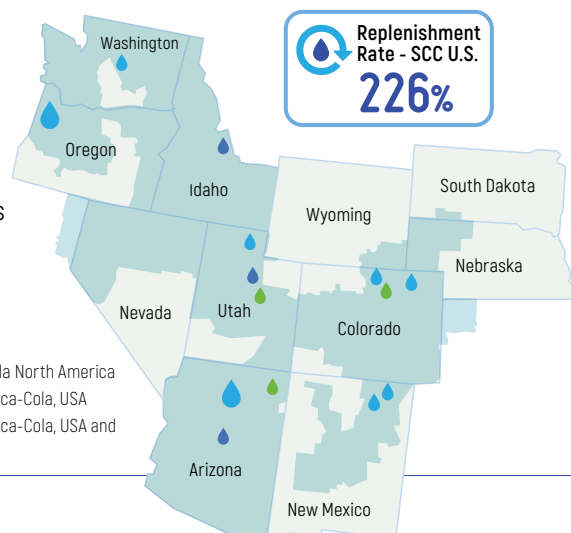 Replenishment
Rate - SCC U.S.
226%
Washington
Oregon
Idaho
Wyoming
South Dakota
Nebraska
s
Nevada
Utah
Colorado
la North America
ca-Cola, USA
ca-Cola, USA and
Arizona
New Mexico